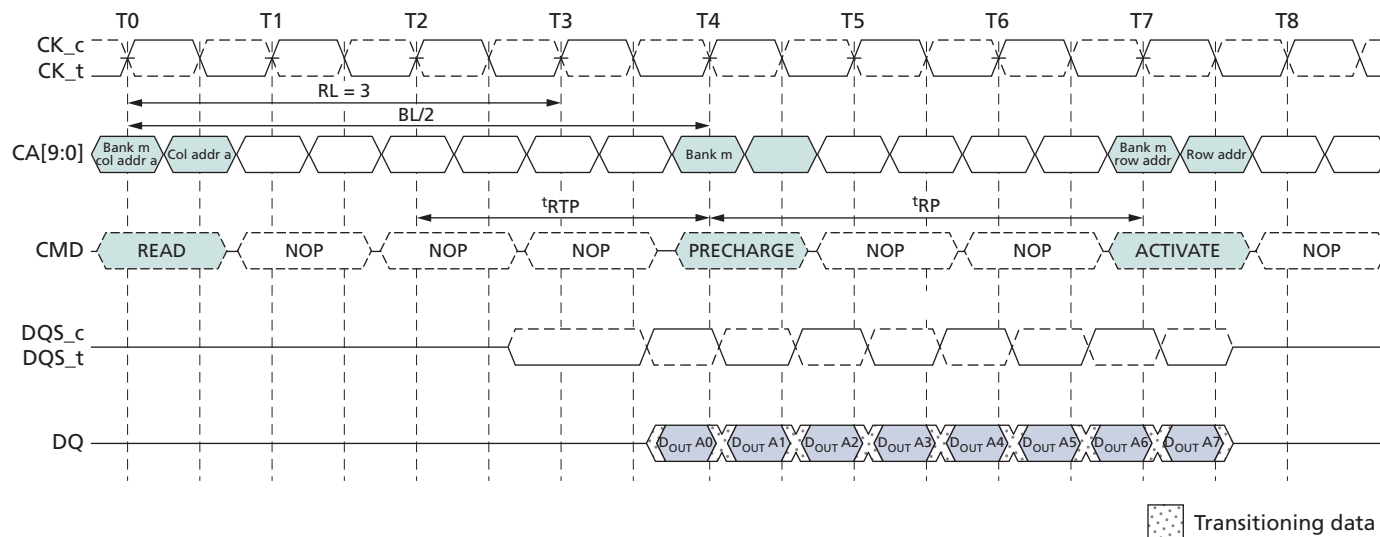 T0 T1 T2 T3 T4 T5 T6 T7 T8
CK_c
CK_t
RL = 3
BL/2
CA[9:0] Bank m col addr a Col addr a Bank m Bank m row addr Row addr
tRTP tRP
CMD READ NOP NOP NOP PRECHARGE NOP NOP ACTIVATE NOP
DQS_c
DQS_t
DQ DOUT A0 DOUT A1 DOUT A2 DOUT A3 DOUT A4 DOUT A5 DOUT A6 DOUT A7
Transitioning data